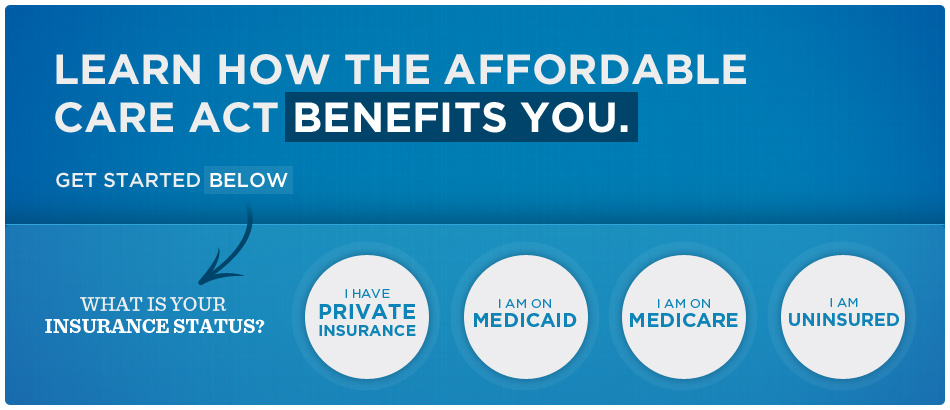 LEARN HOW THE AFFORDABLE
CARE ACT BENEFITS YOU.
GET STARTED BELOW
WHAT IS YOUR
INSURANCE STATUS?
I HAVE
PRIVATE
INSURANCE
I AM ON
MEDICAID
I AM ON
MEDICARE
I AM
UNINSURED